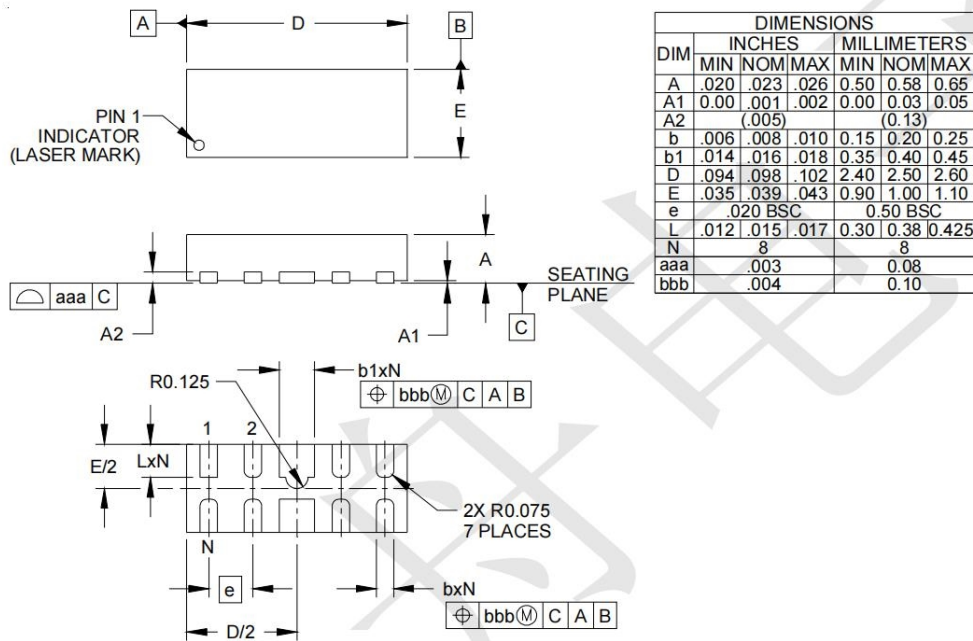 A
D
B
E
PIN 1
INDICATOR
(LASER MARK)
DIMENSIONS
DIM INCHES MILLIMETERS
MIN NOM MAX MIN NOM MAX
A .020 .023 .026 0.50 0.58 0.65
A1 0.00 .001 .002 0.00 0.03 0.05
A2 (.005) (0.13)
b .006 .008 .010 0.15 0.20 0.25
b1 .014 .016 .018 0.35 0.40 0.45
D .094 .098 .102 2.40 2.50 2.60
E .035 .039 .043 0.90 1.00 1.10
e .020 BSC 0.50 BSC
L .012 .015 .017 0.30 0.38 0.425
N 8 8
aaa .003 0.08
bbb .004 0.10
A
SEATING
PLANE
aaa C
A2
A1
C
b1xN
R0.125
bbb Ⓜ C A B
1 2
E/2
LxN
2X R0.075
7 PLACES
N
e
bxN
bbb Ⓜ C A B
D/2